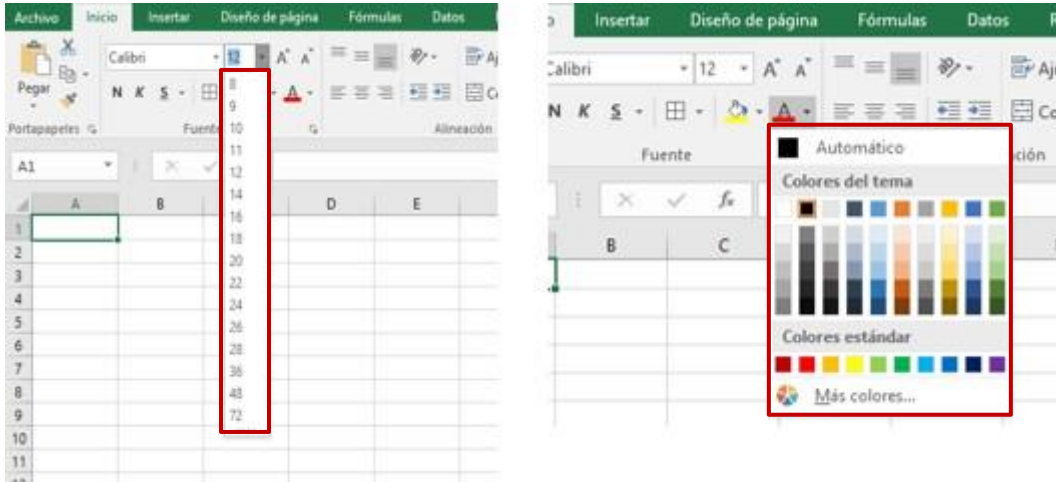 Archivo Inicio Insertar Diseño de página Fórmulas Datos
Calibri 12 A A
Pegar
N K S A
Portapapeles Fuente Alineación
A1
A B D E
1
2
3
4
5
6
7
8
9
10
11
8
9
10
11
12
14
16
18
20
22
24
26
28
36
48
72
Insertar Diseño de página Fórmulas Datos
Calibri 12 A A
N K S A
Fuente
fx
B C
Automático
Colores del tema
Colores estándar
Más colores...